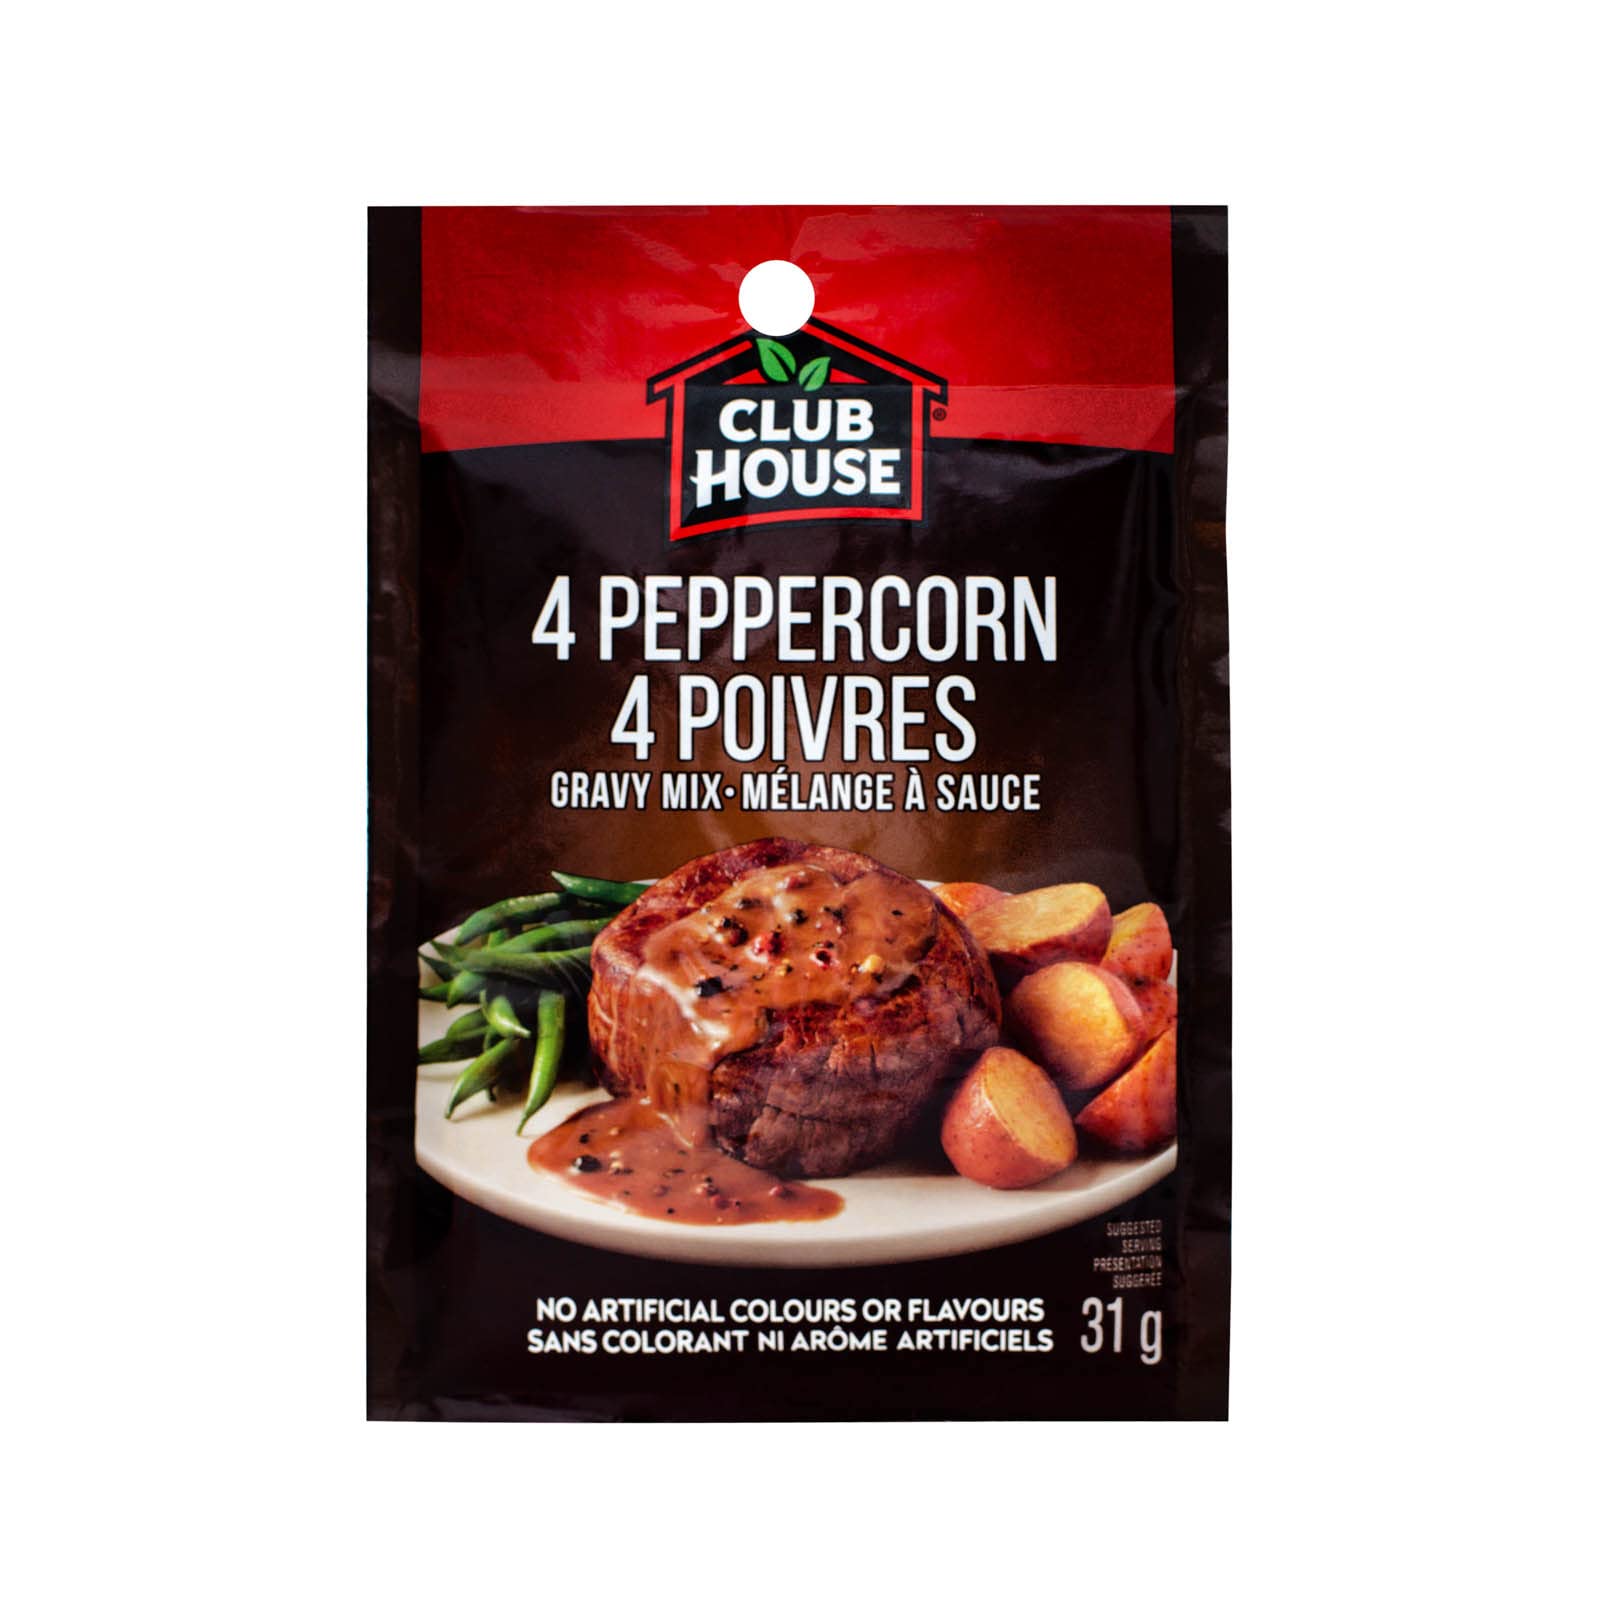 CLUB
HOUSE
®
4 PEPPERCORN
4 POIVRES
GRAVY MIX • MÉLANGE À SAUCE
SUGGESTED
SERVING
PRÉSENTATION
SUGGÉRÉE
NO ARTIFICIAL COLOURS OR FLAVOURS
SANS COLORANT NI ARÔME ARTIFICIELS
31 g